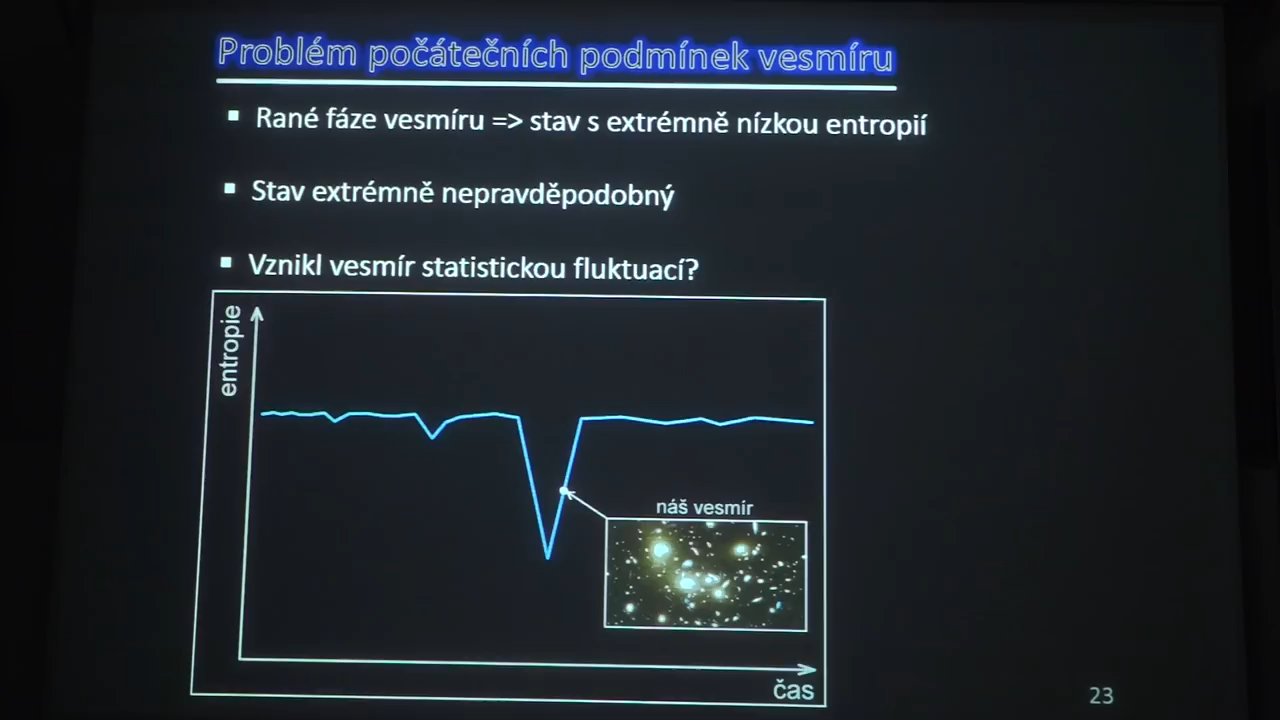 Problém počátečních podmínek vesmíru
▪ Rané fáze vesmíru => stav s extrémně nízkou entropií
▪ Stav extrémně nepravděpodobný
▪ Vznikl vesmír statistickou fluktuací?
entropie
náš vesmír
čas
23